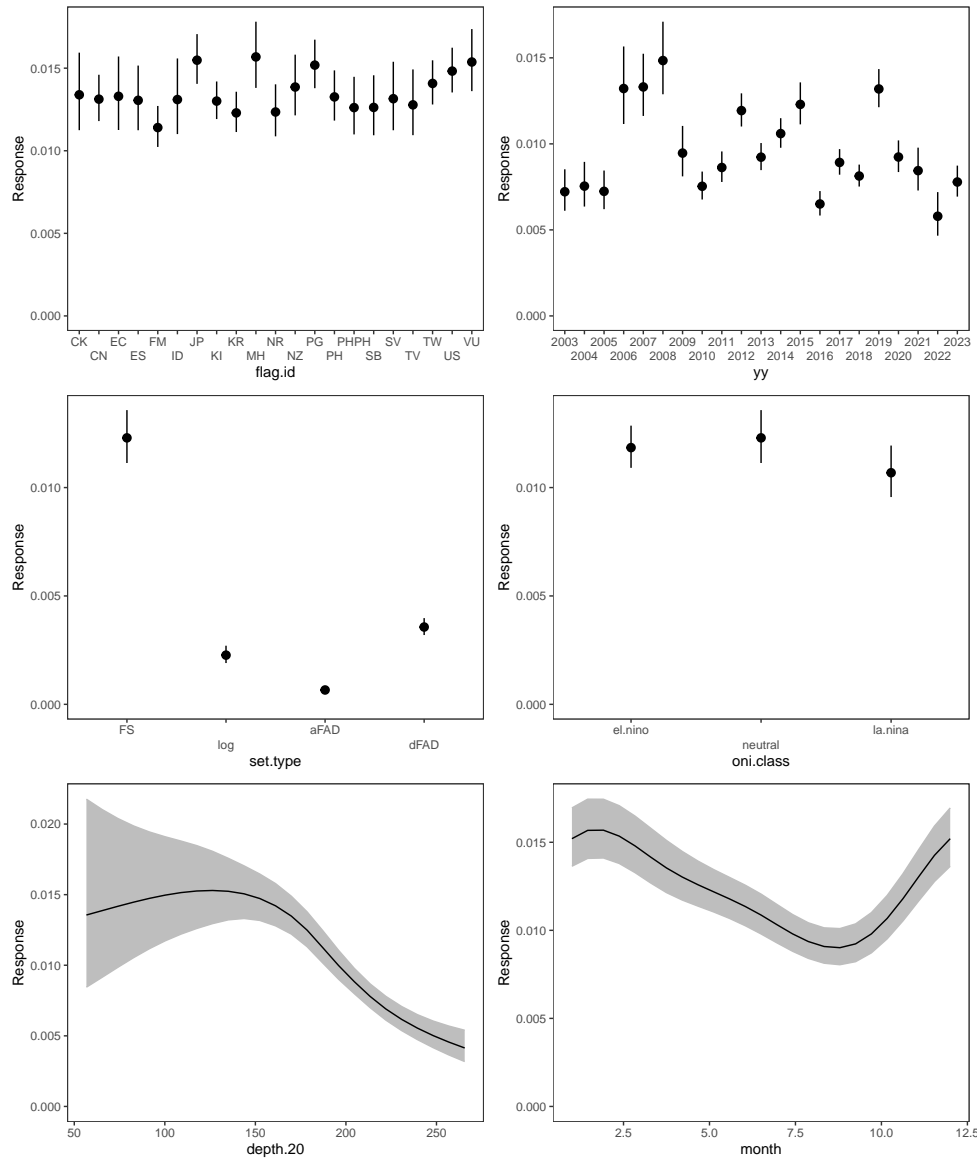 0.015
0.010
0.005
0.000
Response
CK EC FM JP KR NR PG PHPH SV TW VU
CN ES ID KI MH NZ PH SB TV US
flag.id
0.015
0.010
0.005
0.000
Response
2003 2005 2007 2009 2011 2013 2015 2017 2019 2021 2023
2004 2006 2008 2010 2012 2014 2016 2018 2020 2022
yy
0.010
0.005
0.000
Response
FS aFAD
log dFAD
set.type
0.010
0.005
0.000
Response
el.nino la.nina
neutral
oni.class
0.020
0.015
0.010
0.005
0.000
Response
50 100 150 200 250
depth.20
0.015
0.010
0.005
0.000
Response
2.5 5.0 7.5 10.0 12.5
month